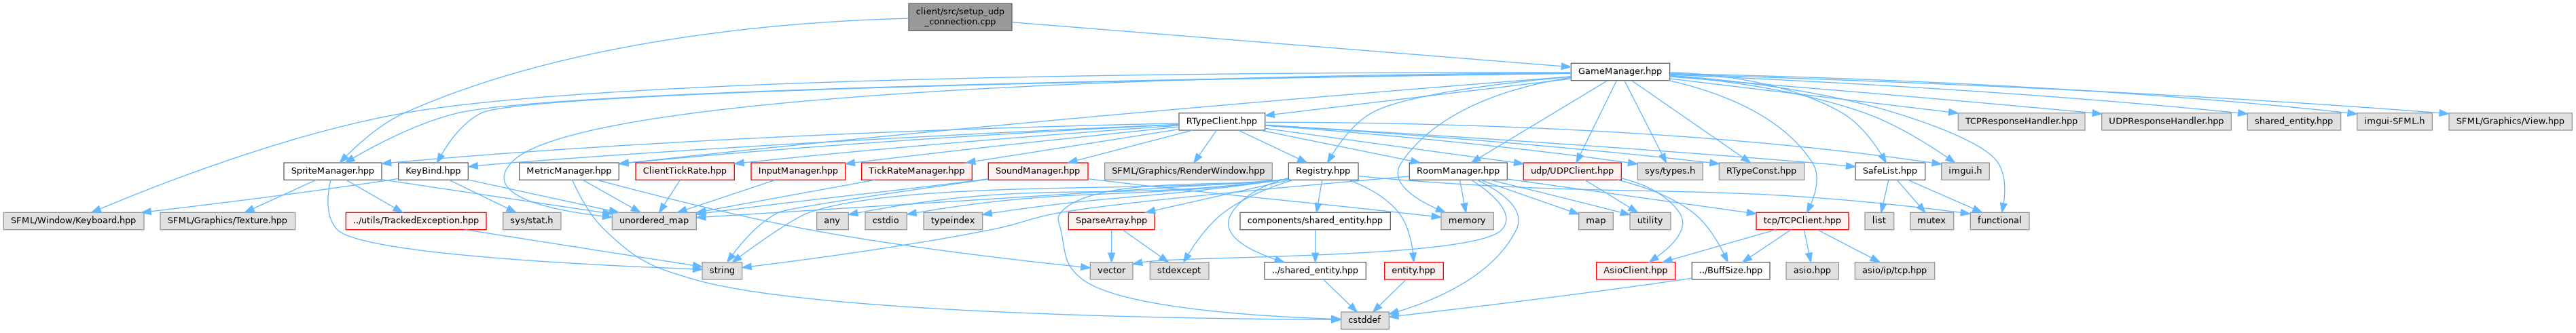 client/src/setup_udp
_connection.cpp
GameManager.hpp
RTypeClient.hpp
TCPResponseHandler.hpp
UDPResponseHandler.hpp
shared_entity.hpp
imgui-SFML.h
SFML/Graphics/View.hpp
SpriteManager.hpp
KeyBind.hpp
MetricManager.hpp
ClientTickRate.hpp
InputManager.hpp
TickRateManager.hpp
SoundManager.hpp
SFML/Graphics/RenderWindow.hpp
Registry.hpp
RoomManager.hpp
udp/UDPClient.hpp
sys/types.h
RTypeConst.hpp
SafeList.hpp
imgui.h
SFML/Window/Keyboard.hpp
SFML/Graphics/Texture.hpp
../utils/TrackedException.hpp
sys/stat.h
unordered_map
any
cstdio
typeindex
SparseArray.hpp
components/shared_entity.hpp
memory
map
utility
tcp/TCPClient.hpp
list
mutex
functional
string
vector
stdexcept
../shared_entity.hpp
entity.hpp
AsioClient.hpp
../BuffSize.hpp
asio.hpp
asio/ip/tcp.hpp
cstddef